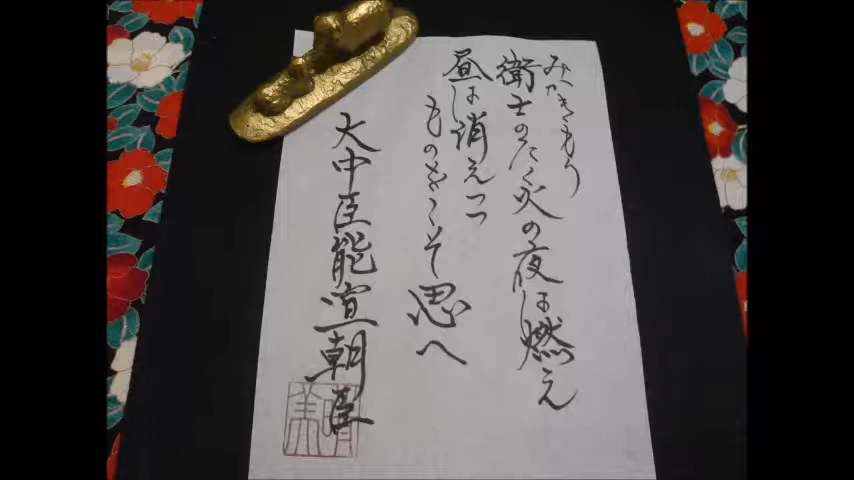 みかきもり
衛士のたく火の夜は燃え
昼は消えつつ
ものをこそ思へ
大中臣能宣朝臣